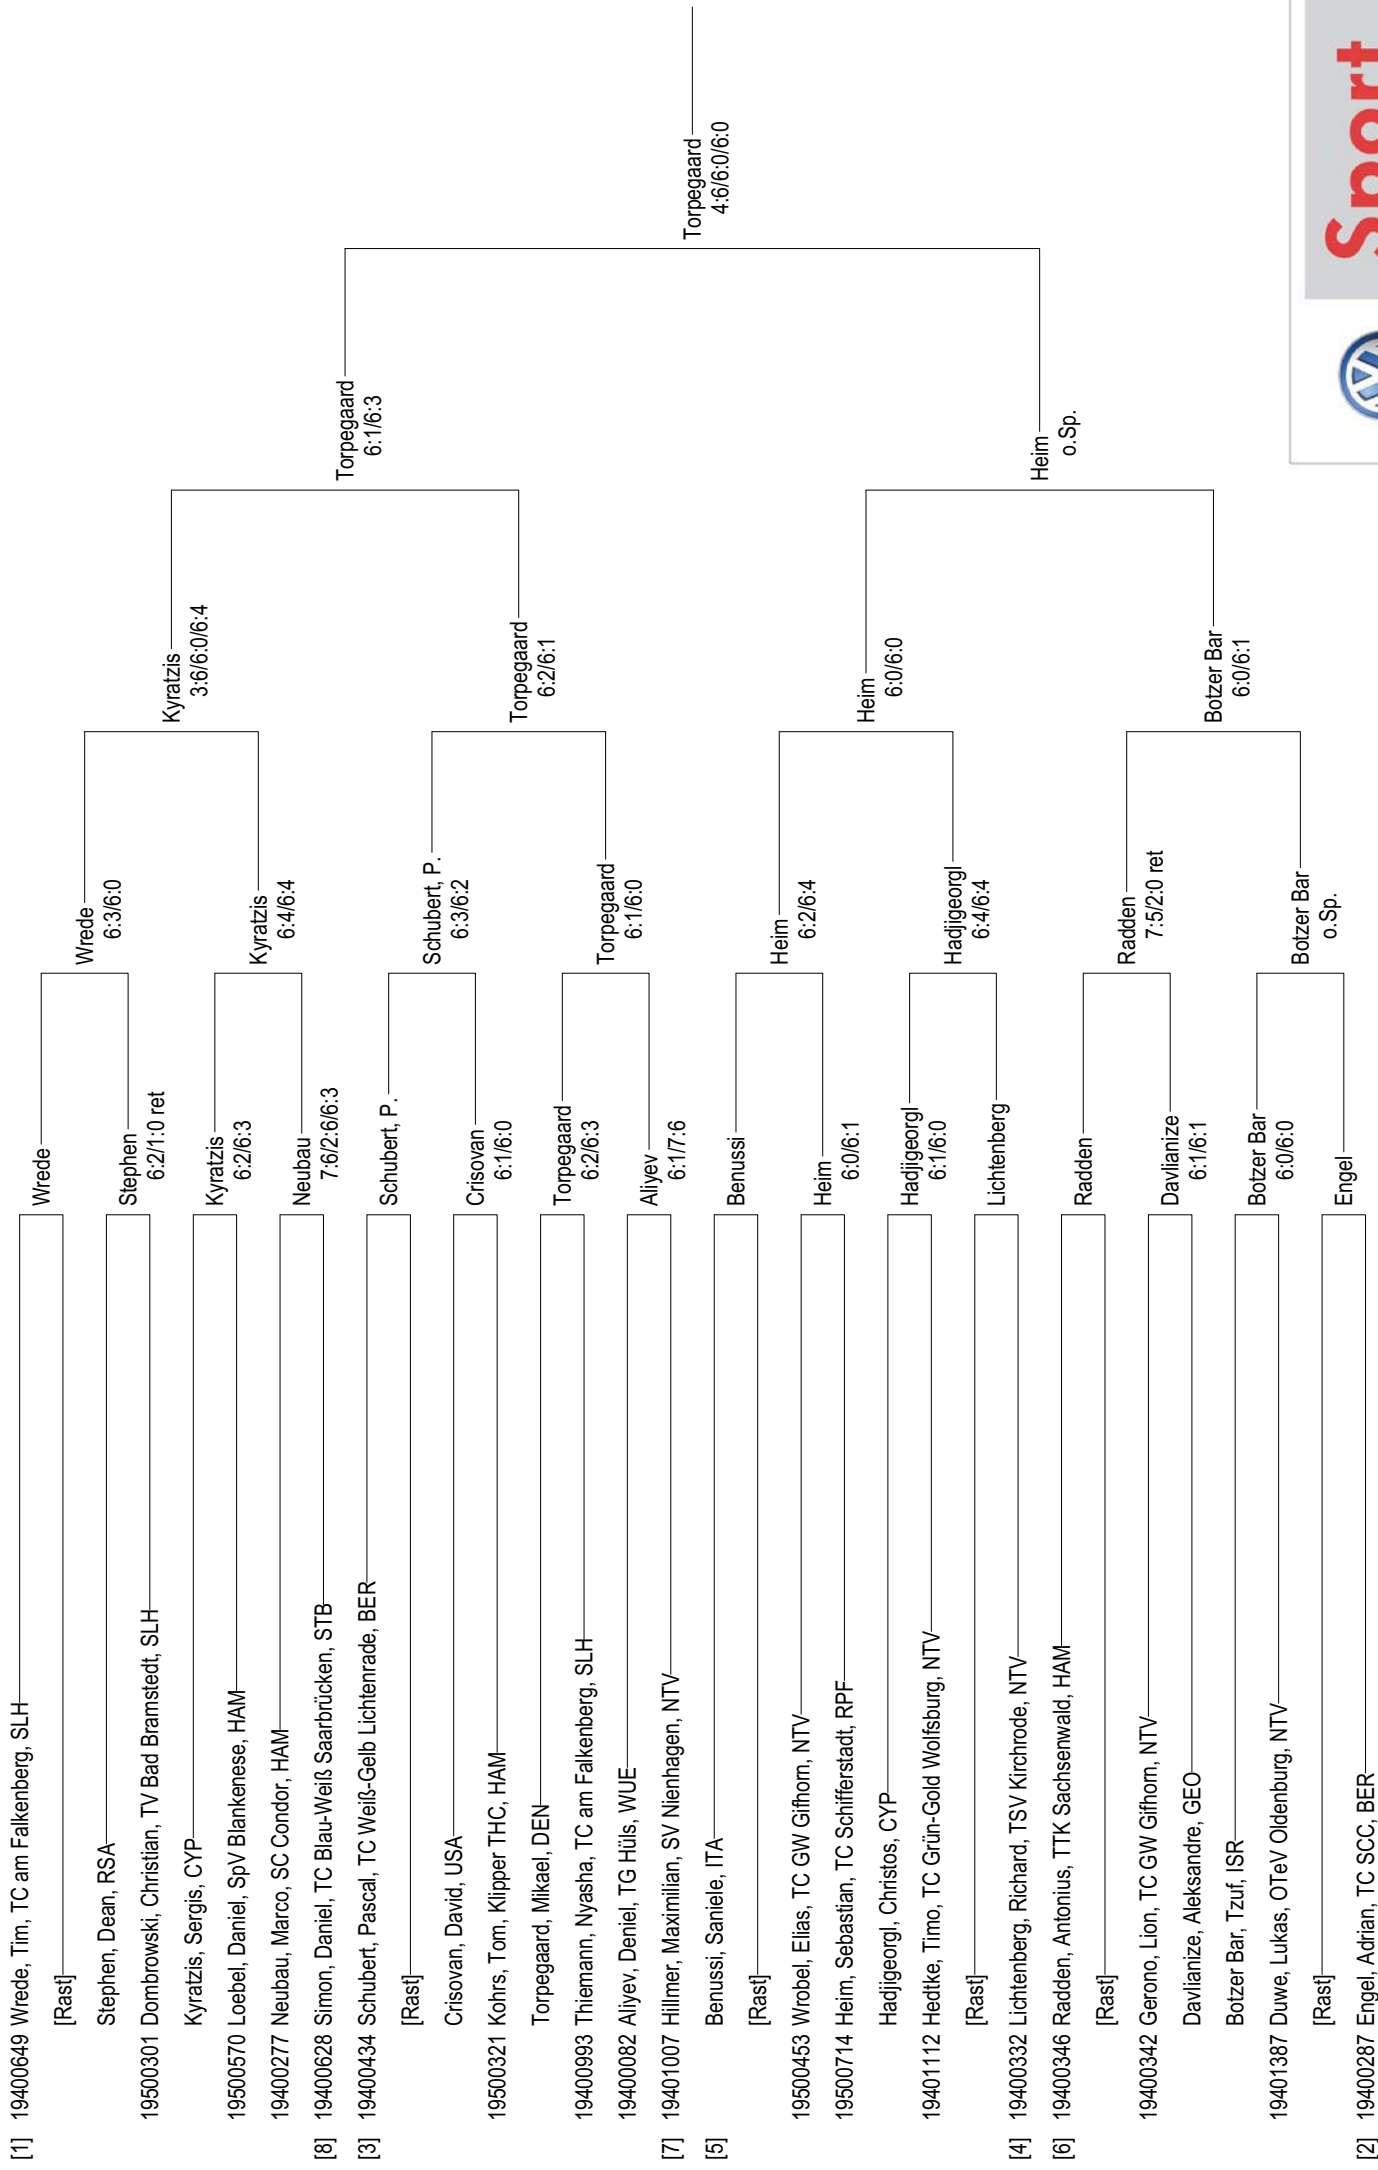 [1] 19400649 Wrede, Tim, TC am Falkenberg, SLH
[Rast]
Stephen, Dean, RSA
19500301 Dombrowski, Christian, TV Bad Bramstedt, SLH
Kyratzis, Sergis, CYP
19500570 Loebel, Daniel, SpV Blankenese, HAM
19400277 Neubau, Marco, SC Condor, HAM
[8] 19400628 Simon, Daniel, TC Blau-Weiß Saarbrücken, STB
[3] 19400434 Schubert, Pascal, TC Weiß-Gelb Lichtenrade, BER
[Rast]
Crisovan, David, USA
19500321 Kohrs, Tom, Klipper THC, HAM
Torpegaard, Mikael, DEN
19400993 Thiemann, Nyasha, TC am Falkenberg, SLH
19400082 Aliyev, Deniel, TG Hüls, WUE
[7] 19401007 Hillmer, Maximilian, SV Nienhagen, NTV
[5] Benussi, Saniele, ITA
[Rast]
19500453 Wrobel, Elias, TC GW Gifhorn, NTV
19500714 Heim, Sebastian, TC Schifferstadt, RPF
Hadjigeorgl, Christos, CYP
19401112 Hedtke, Timo, TC Grün-Gold Wolfsburg, NTV
[Rast]
[4] 19400332 Lichtenberg, Richard, TSV Kirchrode, NTV
[6] 19400346 Radden, Antonius, TTK Sachsenwald, HAM
[Rast]
19400342 Gerono, Lion, TC GW Gifhorn, NTV
Davlianize, Aleksandre, GEO
Botzer Bar, Tzuf, ISR
19401387 Duwe, Lukas, OTeV Oldenburg, NTV
[Rast]
[2] 19400287 Engel, Adrian, TC SCC, BER
Wrede
Stephen
6:2/1:0 ret
Kyratzis
6:2/6:3
Neubau
7:6/2:6/6:3
Schubert, P.
Crisovan
6:1/6:0
Torpegaard
6:2/6:3
Aliyev
6:1/7:6
Benussi
Heim
6:0/6:1
Hadjigeorgl
6:1/6:0
Lichtenberg
Radden
Davlianize
6:1/6:1
Botzer Bar
6:0/6:0
Engel
Wrede
6:3/6:0
Kyratzis
6:4/6:4
Schubert, P.
6:3/6:2
Torpegaard
6:1/6:0
Heim
6:2/6:4
Hadjigeorgl
6:4/6:4
Radden
7:5/2:0 ret
Botzer Bar
o.Sp.
Kyratzis
3:6/6:0/6:4
Torpegaard
6:2/6:1
Heim
6:0/6:0
Botzer Bar
6:0/6:1
Torpegaard
6:1/6:3
Heim
o.Sp.
Torpegaard
4:6/6:0/6:0
Sport